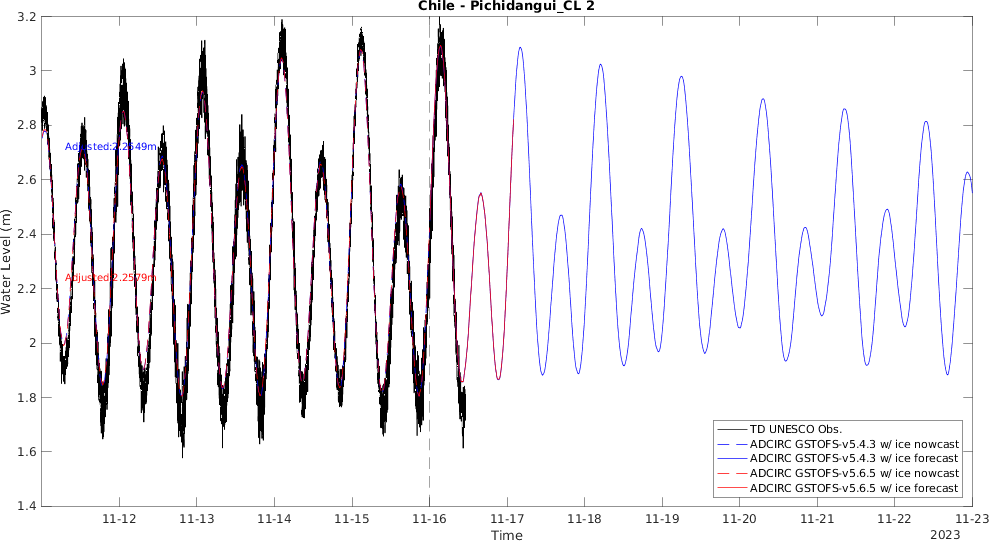 Chile - Pichidangui_CL 2
3.2
3
2.8
2.6
2.4
2.2
2
1.8
1.6
1.4
Water Level (m)
Adjusted:2.2549m
Adjusted:2.2579m
TD UNESCO Obs.
ADCIRC GSTOFS-v5.4.3 w/ ice nowcast
ADCIRC GSTOFS-v5.4.3 w/ ice forecast
ADCIRC GSTOFS-v5.6.5 w/ ice nowcast
ADCIRC GSTOFS-v5.6.5 w/ ice forecast
11-12 11-13 11-14 11-15 11-16 11-17 11-18 11-19 11-20 11-21 11-22 11-23
Time
2023